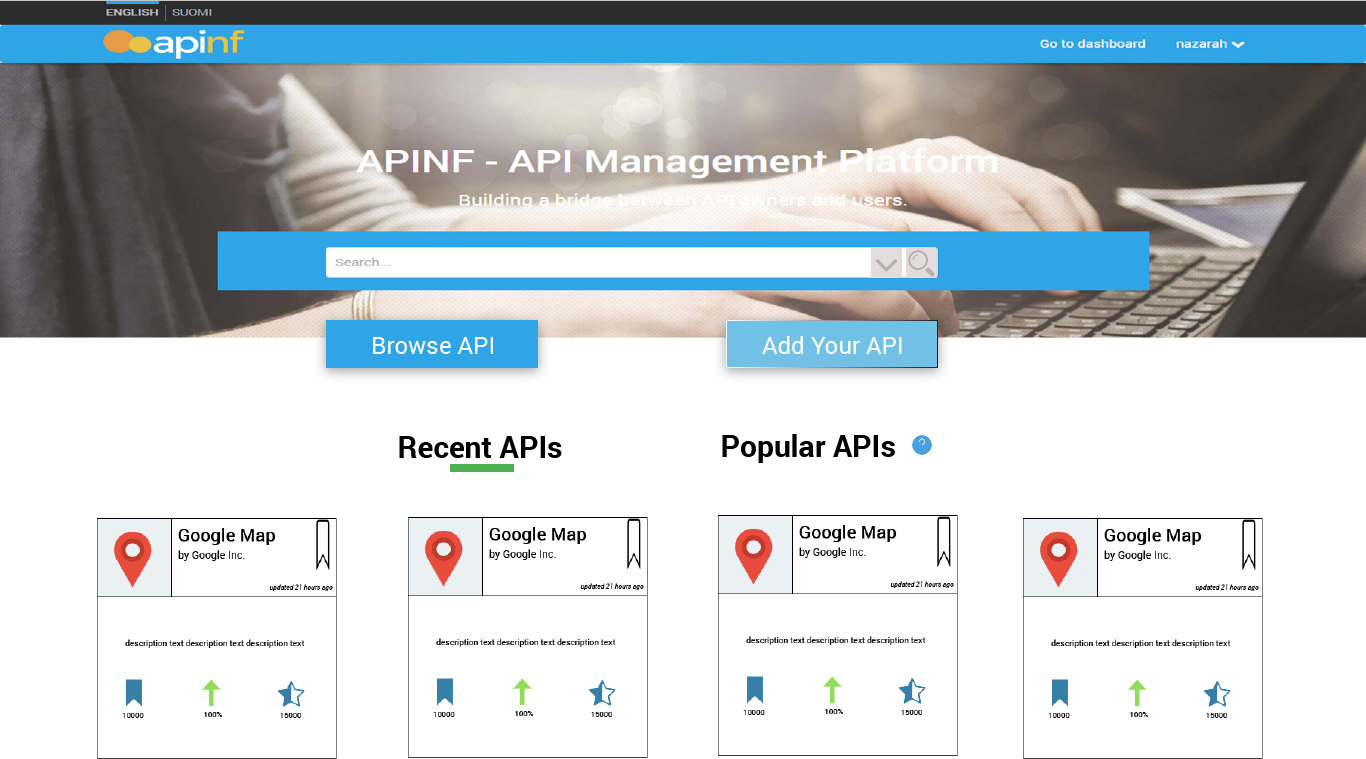 ENGLISH SUOMI
apinf Go to dashboard nazarah
APINF - API Management Platform
Building a bridge between API owners and users.
Search...
Browse API Add Your API
Recent APIs Popular APIs ?
Google Map
by Google Inc.
updated 21 hours ago
description text description text description text
10000 100% 15000
Google Map
by Google Inc.
updated 21 hours ago
description text description text description text
10000 100% 15000
Google Map
by Google Inc.
updated 21 hours ago
description text description text description text
10000 100% 15000
Google Map
by Google Inc.
updated 21 hours ago
description text description text description text
10000 100% 15000